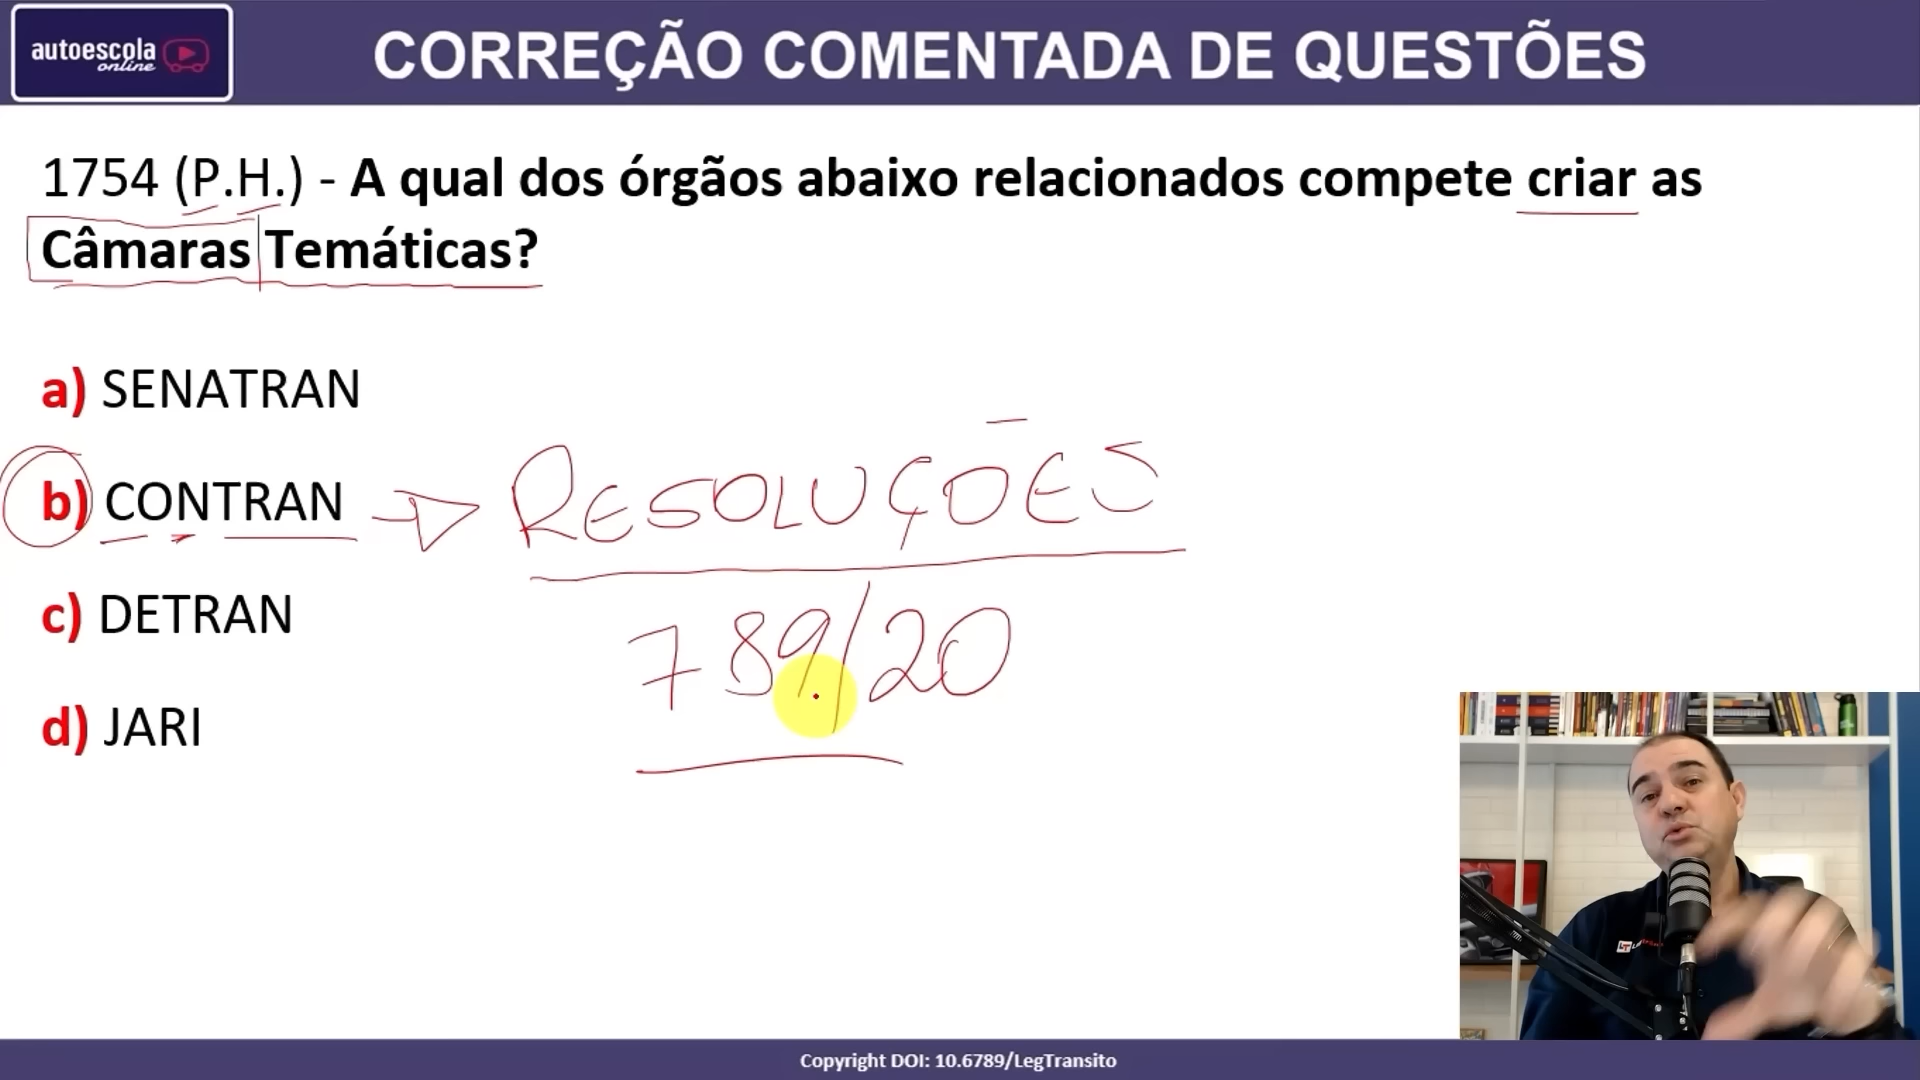 autoescola
online
CORREÇÃO COMENTADA DE QUESTÕES
1754 (P.H.) - A qual dos órgãos abaixo relacionados compete criar as
Câmaras Temáticas?
a) SENATRAN
b) CONTRAN
RESOLUÇÕES
789/20
c) DETRAN
d) JARI
Copyright DOI: 10.6789/LegTransito